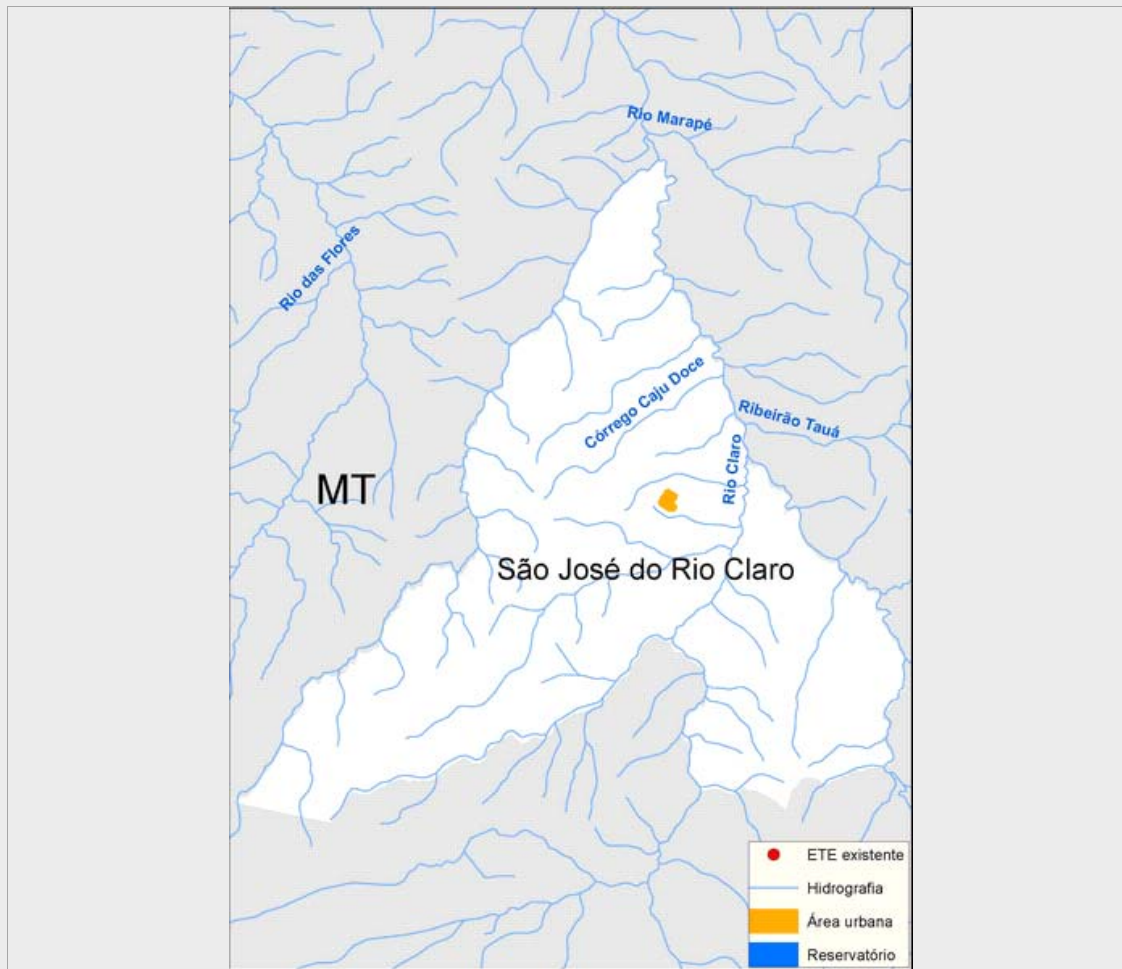 Rio Marapé
Rio das Flores
Córrego Caju Doce
Ribeirão Tauá
Rio Claro
MT
São José do Rio Claro
ETE existente
Hidrografia
Área urbana
Reservatório